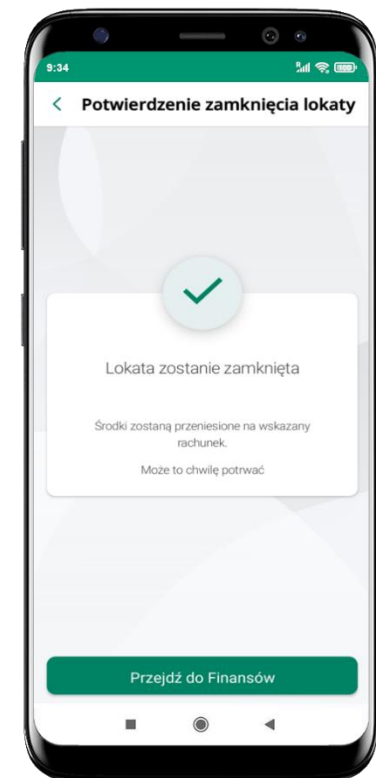 9:34
Potwierdzenie zamknięcia lokaty
Lokata zostanie zamknięta
Środki zostaną przeniesione na wskazany
rachunek.
Może to chwilę potrwać
Przejdź do Finansów